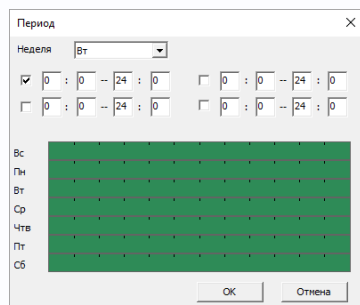 Период
Неделя Вт
0 : 0 -- 24 : 0 0 : 0 -- 24 : 0
0 : 0 -- 24 : 0 0 : 0 -- 24 : 0
Вс
Пн
Вт
Ср
Чтв
Пт
Сб
OK Отмена